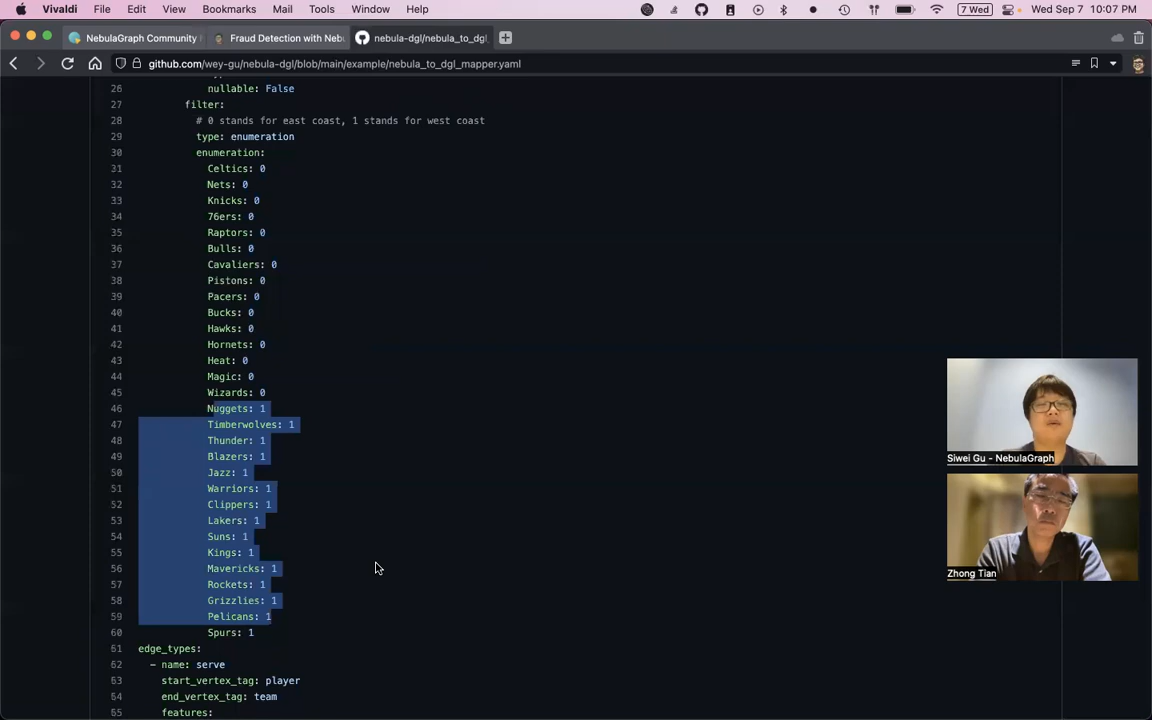 Vivaldi File Edit View Bookmarks Mail Tools Window Help 7 Wed Wed Sep 7 10:07 PM
NebulaGraph Community Fraud Detection with Neb nebula-dgl/nebula_to_dgl_
github.com/wey-gu/nebula-dgl/blob/main/example/nebula_to_dgl_mapper.yaml
26 nullable: False
27 filter:
28 # 0 stands for east coast, 1 stands for west coast
29 type: enumeration
30 enumeration:
31 Celtics: 0
32 Nets: 0
33 Knicks: 0
34 76ers: 0
35 Raptors: 0
36 Bulls: 0
37 Cavaliers: 0
38 Pistons: 0
39 Pacers: 0
40 Bucks: 0
41 Hawks: 0
42 Hornets: 0
43 Heat: 0
44 Magic: 0
45 Wizards: 0
46 Nuggets: 1
47 Timberwolves: 1
48 Thunder: 1
49 Blazers: 1
50 Jazz: 1
51 Warriors: 1
52 Clippers: 1
53 Lakers: 1
54 Suns: 1
55 Kings: 1
56 Mavericks: 1
57 Rockets: 1
58 Grizzlies: 1
59 Pelicans: 1
60 Spurs: 1
61 edge_types:
62 - name: serve
63 start_vertex_tag: player
64 end_vertex_tag: team
65 features:
Siwei Gu - NebulaGraph
Zhong Tian